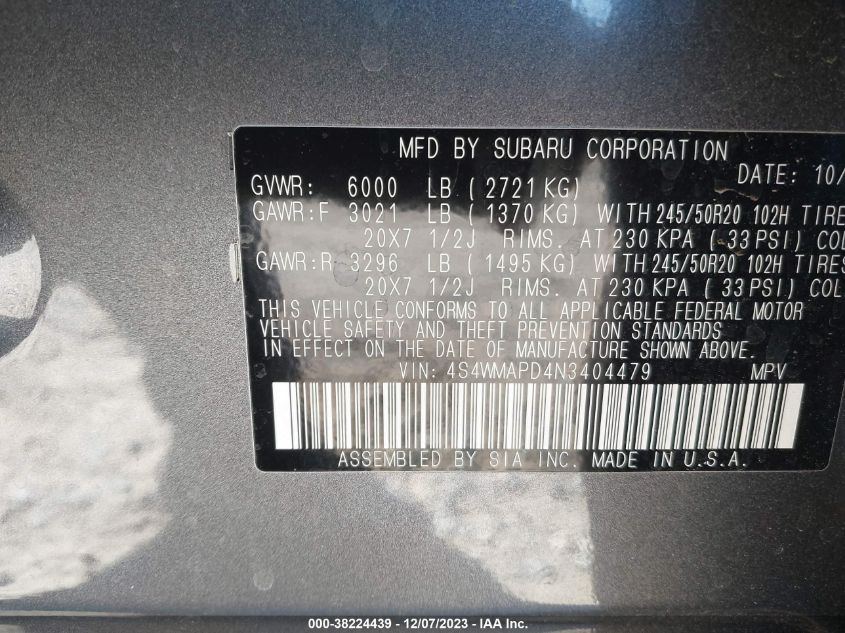 MFD BY SUBARU CORPORATION
DATE: 10/
GVWR: 6000 LB ( 2721 KG)
GAWR:F 3021 LB ( 1370 KG) WITH 245/50R20 102H TIRES
20X7 1/2J RIMS. AT 230 KPA ( 33 PSI) COL
GAWR:R 3296 LB ( 1495 KG) WITH 245/50R20 102H TIRES
20X7 1/2J RIMS. AT 230 KPA ( 33 PSI) COL
THIS VEHICLE CONFORMS TO ALL APPLICABLE FEDERAL MOTOR
VEHICLE SAFETY AND THEFT PREVENTION STANDARDS
IN EFFECT ON THE DATE OF MANUFACTURE SHOWN ABOVE.
VIN: 4S4WMAPD4N3404479 MPV
ASSEMBLED BY SIA INC. MADE IN U.S.A.
000-38224439 - 12/07/2023 - IAA Inc.